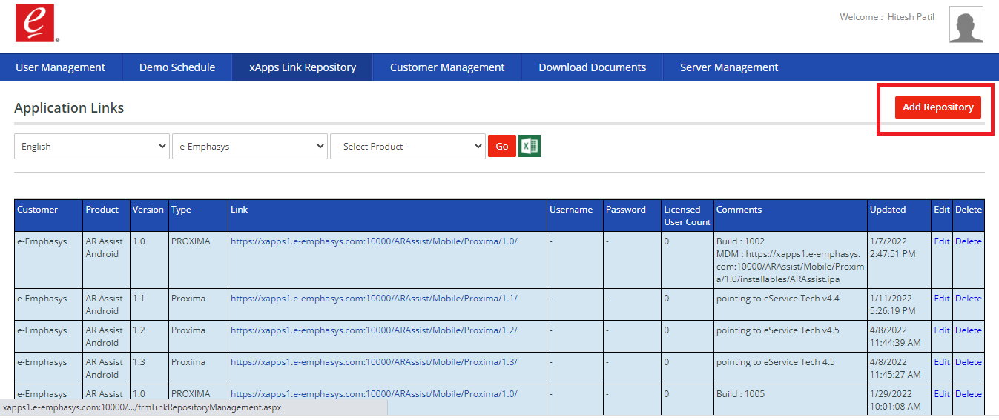 e
®
Welcome : Hitesh Patil
User Management Demo Schedule xApps Link Repository Customer Management Download Documents Server Management
Application Links
Add Repository
English e-Emphasys --Select Product-- Go X
Customer Product Version Type Link Username Password Licensed Comments Updated Edit Delete
User Count
e-Emphasys AR Assist 1.0 PROXIMA https://xapps1.e-emphasys.com:10000/ARAssist/Mobile/Proxima/1.0/ - - 0 Build : 1002 1/7/2022 Edit Delete
Android MDM : https://xapps1.e-emphasys. 2:47:51 PM
com:10000/ARAssist/Mobile/Proxim
a/1.0/installables/ARAssist.ipa
e-Emphasys AR Assist 1.1 Proxima https://xapps1.e-emphasys.com:10000/ARAssist/Mobile/Proxima/1.1/ - - 0 pointing to eService Tech v4.4 1/11/2022 Edit Delete
Android 5:26:19 PM
e-Emphasys AR Assist 1.2 Proxima https://xapps1.e-emphasys.com:10000/ARAssist/Mobile/Proxima/1.2/ - - 0 pointing to eService Tech v4.5 4/8/2022 Edit Delete
Android 11:44:39 AM
e-Emphasys AR Assist 1.3 Proxima https://xapps1.e-emphasys.com:10000/ARAssist/Mobile/Proxima/1.3/ - - 0 pointing to eService Tech 4.5 4/8/2022 Edit Delete
Android 11:45:27 AM
e-Emphasys AR Assist 1.0 PROXIMA https://xapps1.e-emphasys.com:10000/ARAssist/Mobile/Proxima/1.0/ - - 0 Build : 1005 1/29/2022 Edit Delete
Android 10:01:08 AM
xapps1.e-emphasys.com:10000/.../frmLinkRepositoryManagement.aspx